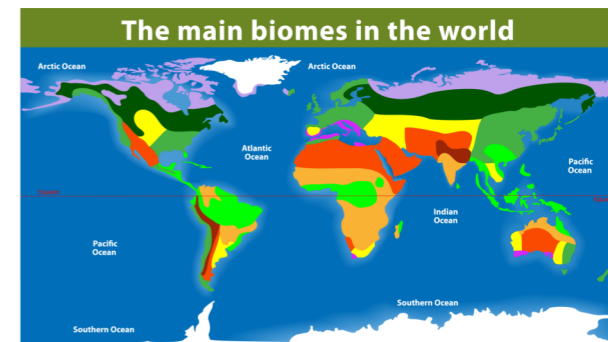 The main biomes in the world
Arctic Ocean
Arctic Ocean
Atlantic
Ocean
Pacific
Ocean
Indian
Ocean
Pacific
Ocean
Southern Ocean
Southern Ocean